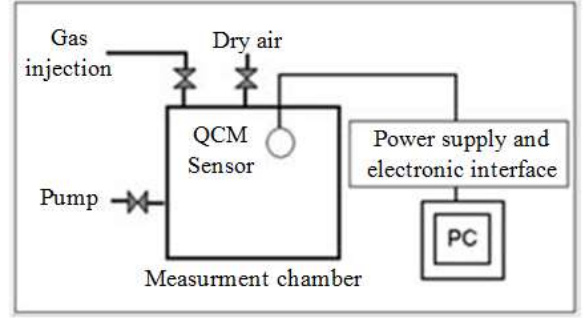 Gas
injection
Dry air
QCM
Sensor
Power supply and
electronic interface
Pump
PC
Measurment chamber